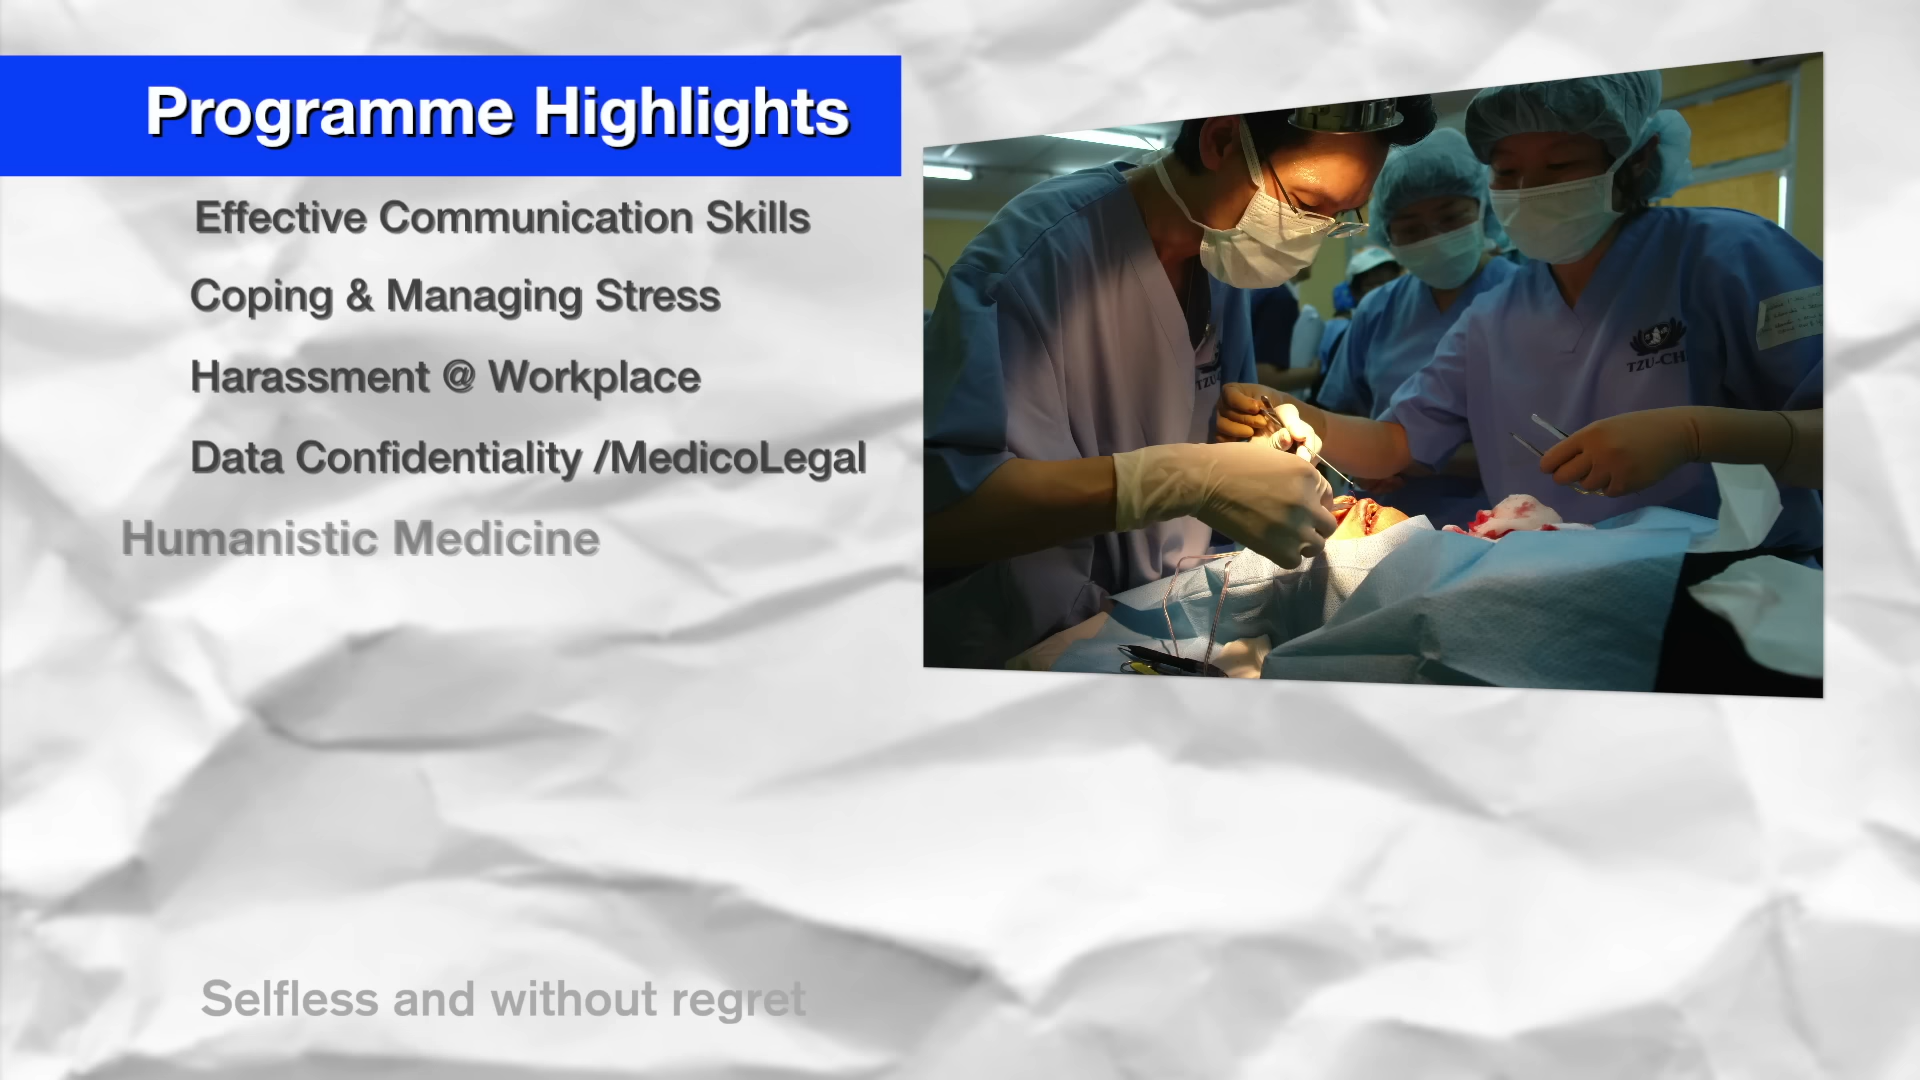 Programme Highlights
Effective Communication Skills
Coping & Managing Stress
Harassment @ Workplace
Data Confidentiality /MedicoLegal
Humanistic Medicine
Selfless and without regret